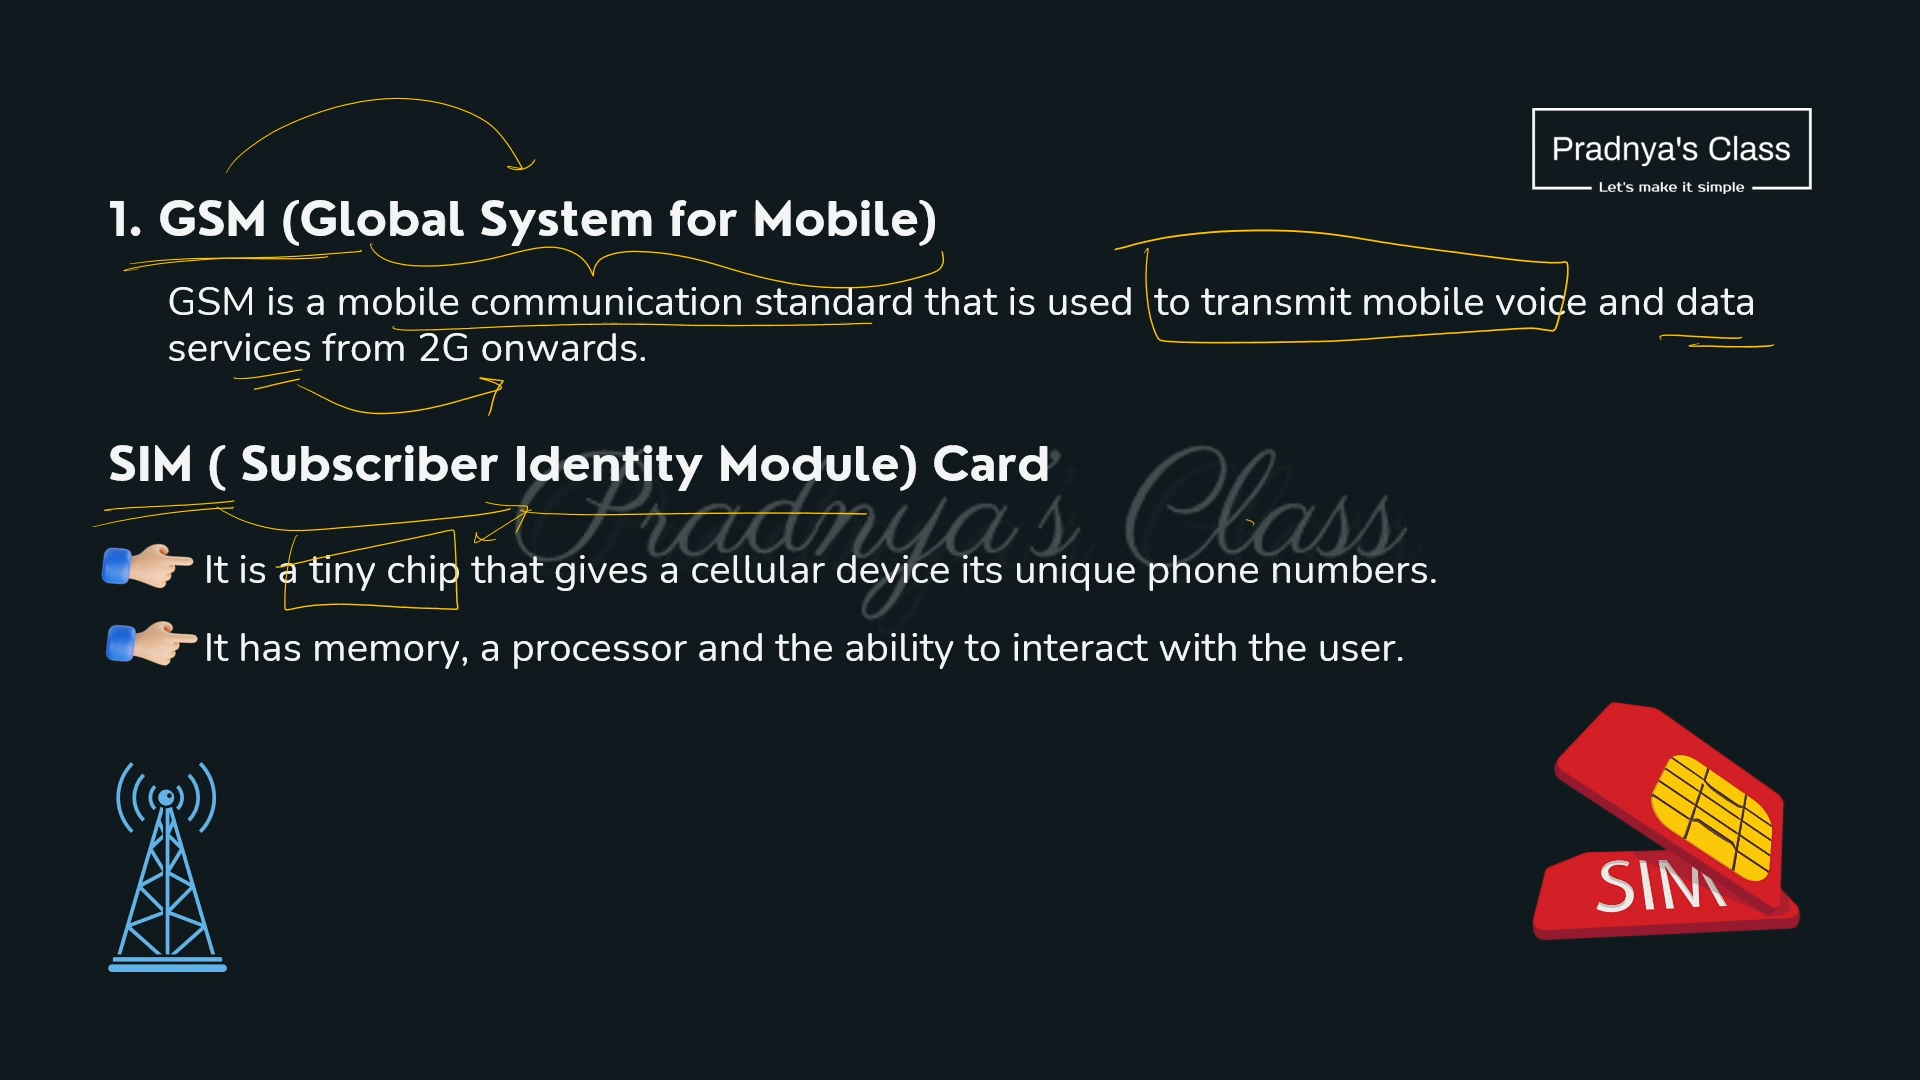 Pradnya's Class
Let's make it simple
1. GSM (Global System for Mobile)
GSM is a mobile communication standard that is used to transmit mobile voice and data
services from 2G onwards.
SIM ( Subscriber Identity Module) Card
Pradnya's Class
It is a tiny chip that gives a cellular device its unique phone numbers.
It has memory, a processor and the ability to interact with the user.
SIM